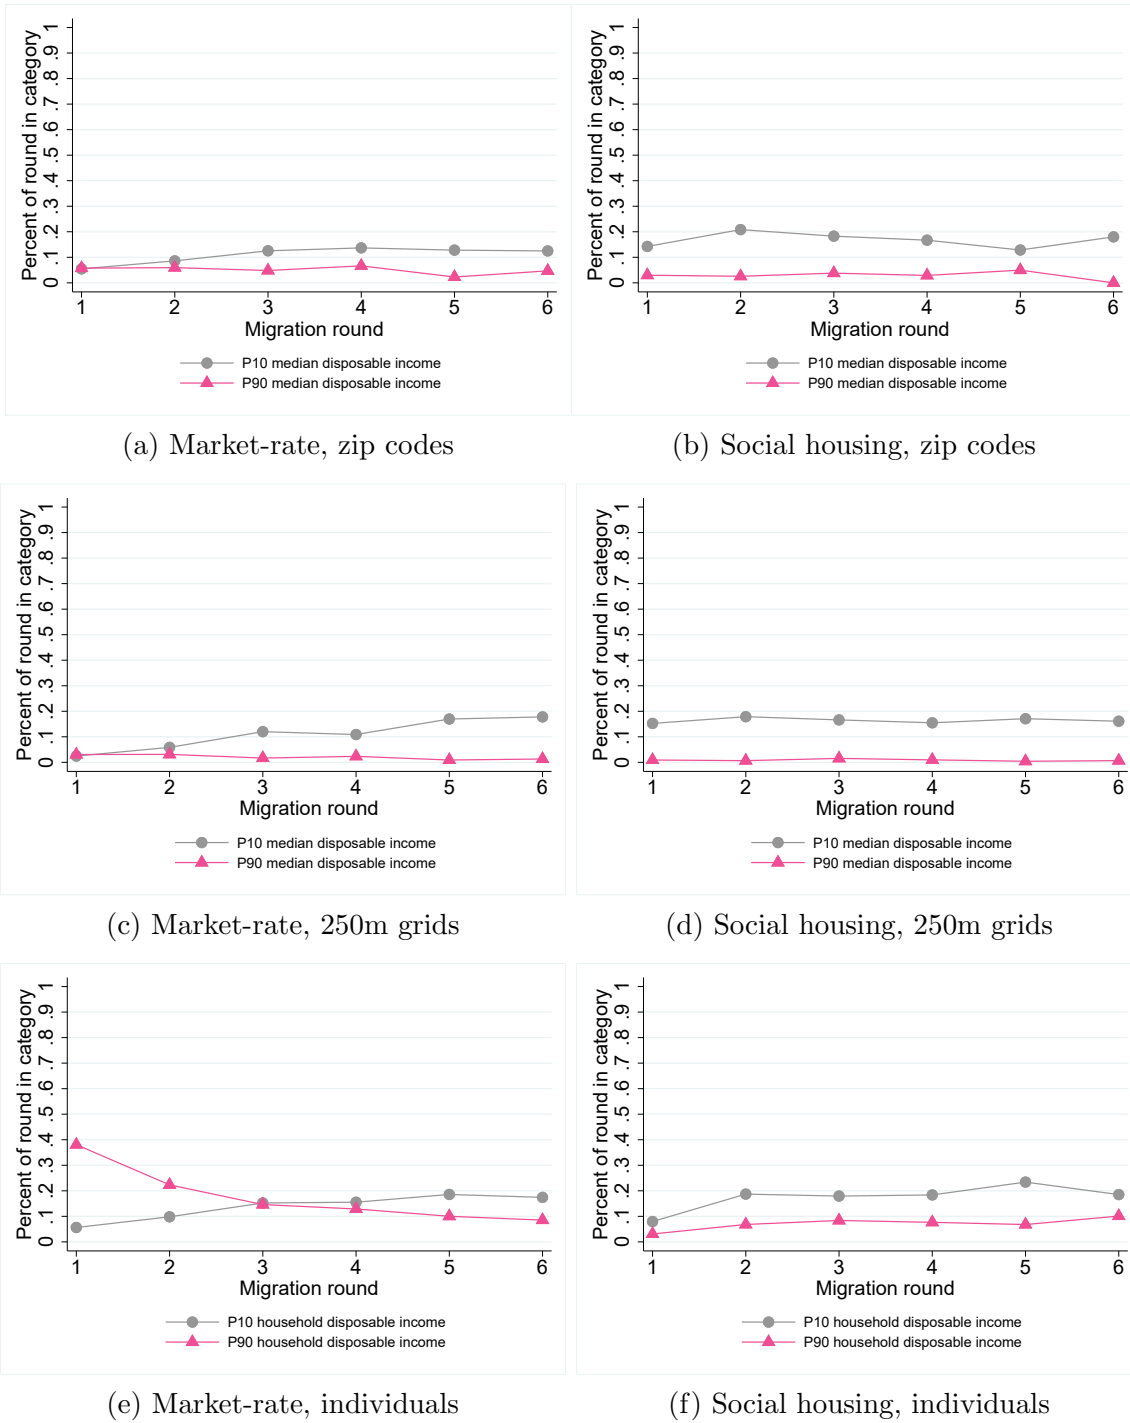 Percent of round in category
0 .1 .2 .3 .4 .5 .6 .7 .8 .9 1
1 2 3 4 5 6
Migration round
P10 median disposable income
P90 median disposable income
(a) Market-rate, zip codes
Percent of round in category
0 .1 .2 .3 .4 .5 .6 .7 .8 .9 1
1 2 3 4 5 6
Migration round
P10 median disposable income
P90 median disposable income
(b) Social housing, zip codes
Percent of round in category
0 .1 .2 .3 .4 .5 .6 .7 .8 .9 1
1 2 3 4 5 6
Migration round
P10 median disposable income
P90 median disposable income
(c) Market-rate, 250m grids
Percent of round in category
0 .1 .2 .3 .4 .5 .6 .7 .8 .9 1
1 2 3 4 5 6
Migration round
P10 median disposable income
P90 median disposable income
(d) Social housing, 250m grids
Percent of round in category
0 .1 .2 .3 .4 .5 .6 .7 .8 .9 1
1 2 3 4 5 6
Migration round
P10 household disposable income
P90 household disposable income
(e) Market-rate, individuals
Percent of round in category
0 .1 .2 .3 .4 .5 .6 .7 .8 .9 1
1 2 3 4 5 6
Migration round
P10 household disposable income
P90 household disposable income
(f) Social housing, individuals